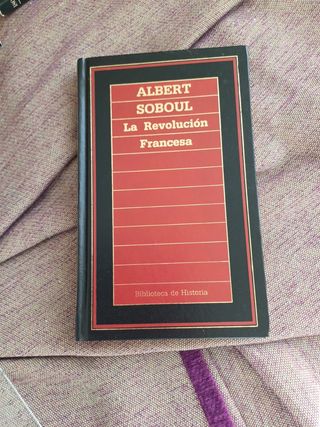 ALBERT
SOBOUL
La Revolución
Francesa
Biblioteca de Historia